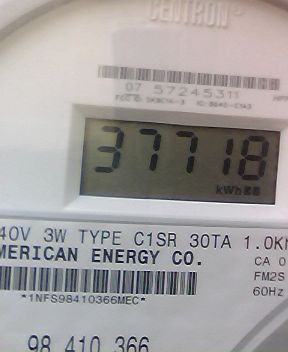 CENTRON®
07 57245311
37718
kWh
40V 3W TYPE C1SR 30TA 1.0K
MERICAN ENERGY CO.
CA 0
FM2S
60Hz
*1NFS98410366MEC*
98 410 366